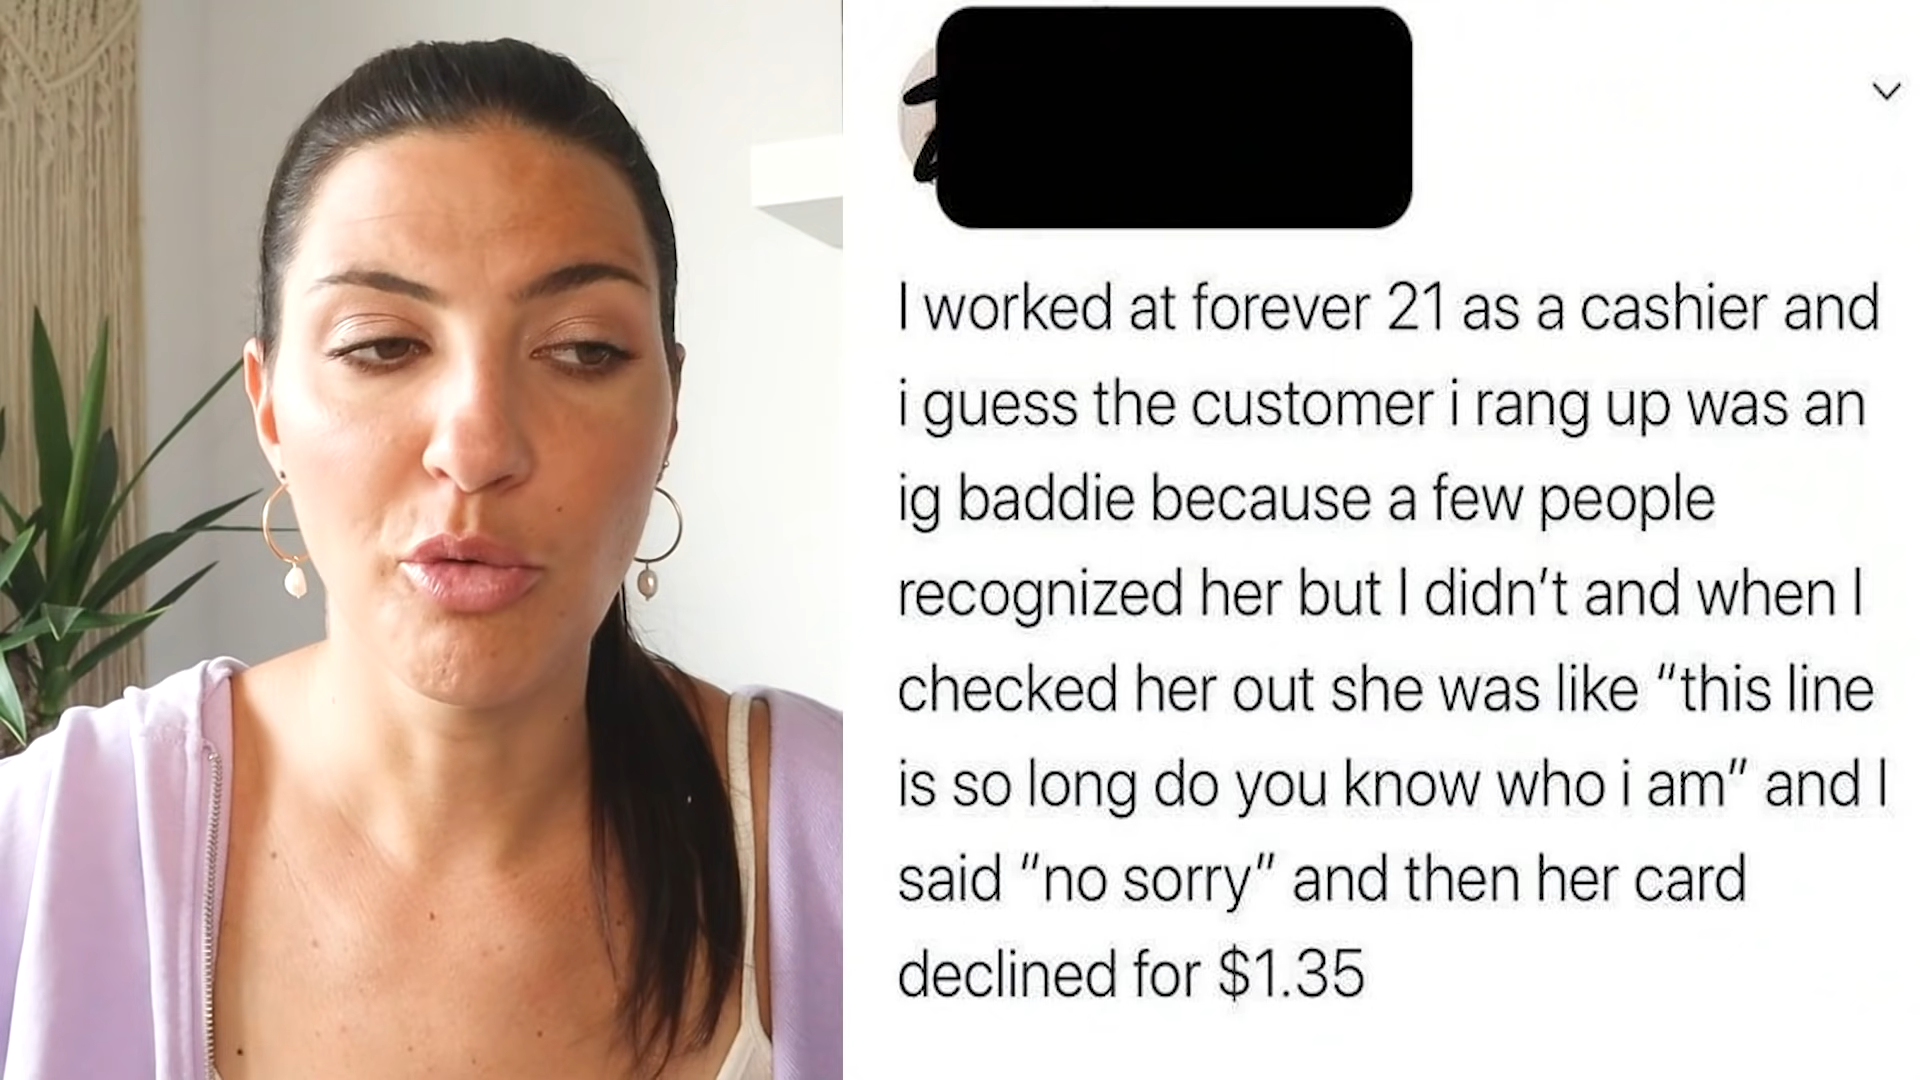 I worked at forever 21 as a cashier and
i guess the customer i rang up was an
ig baddie because a few people
recognized her but I didn’t and when I
checked her out she was like “this line
is so long do you know who i am” and I
said “no sorry” and then her card
declined for $1.35